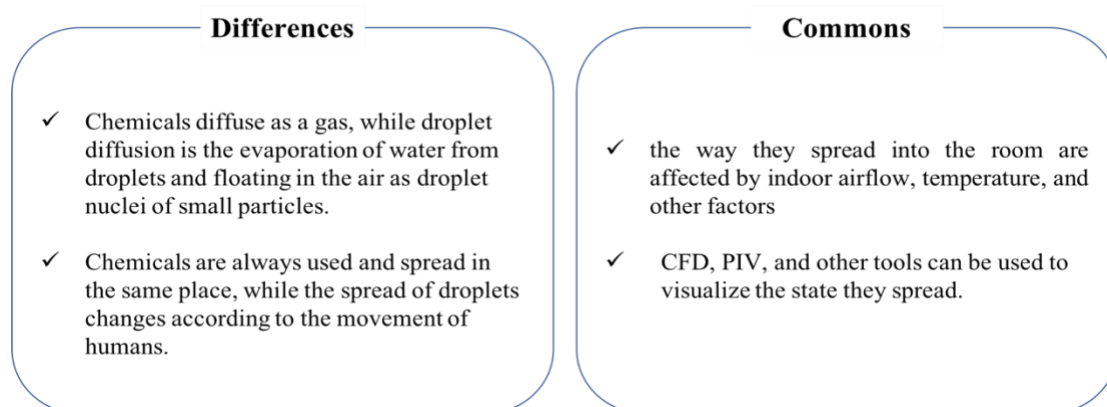 Differences
✓ Chemicals diffuse as a gas, while droplet
diffusion is the evaporation of water from
droplets and floating in the air as droplet
nuclei of small particles.
✓ Chemicals are always used and spread in
the same place, while the spread of droplets
changes according to the movement of
humans.
Commons
✓ the way they spread into the room are
affected by indoor airflow, temperature, and
other factors
✓ CFD, PIV, and other tools can be used to
visualize the state they spread.